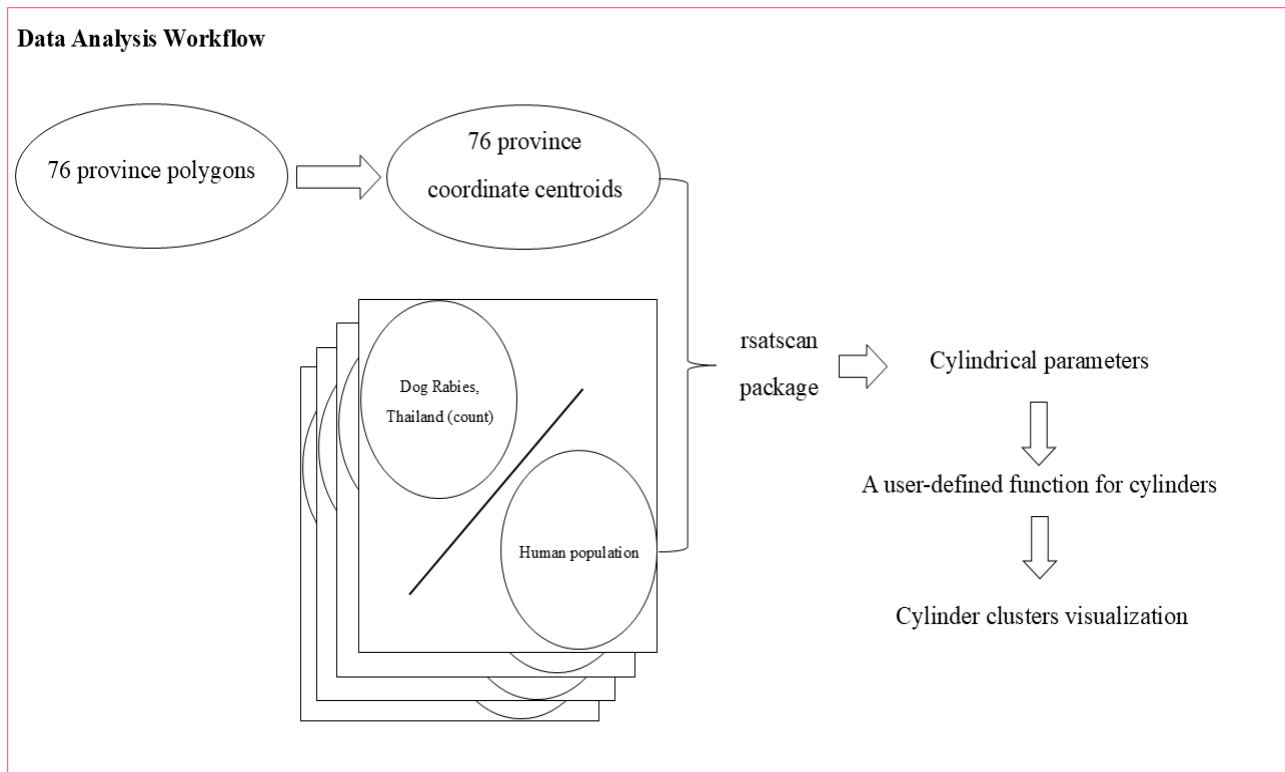 Data Analysis Workflow
76 province polygons
76 province
coordinate centroids
Dog Rabies,
Thailand (count)
Human population
rsatscan
package
Cylindrical parameters
A user-defined function for cylinders
Cylinder clusters visualization